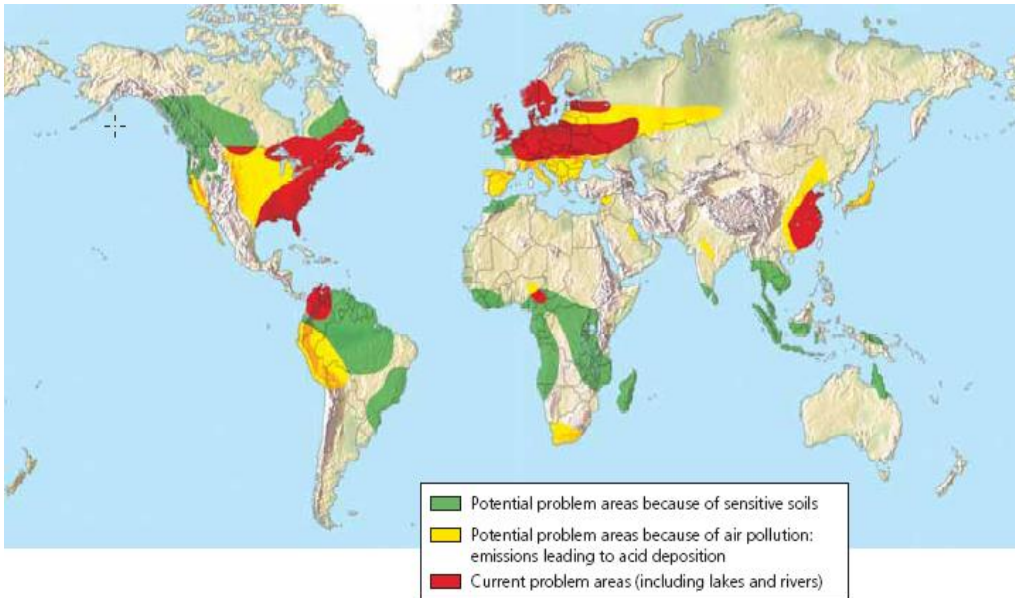 Potential problem areas because of sensitive soils
Potential problem areas because of air pollution:
emissions leading to acid deposition
Current problem areas (including lakes and rivers)